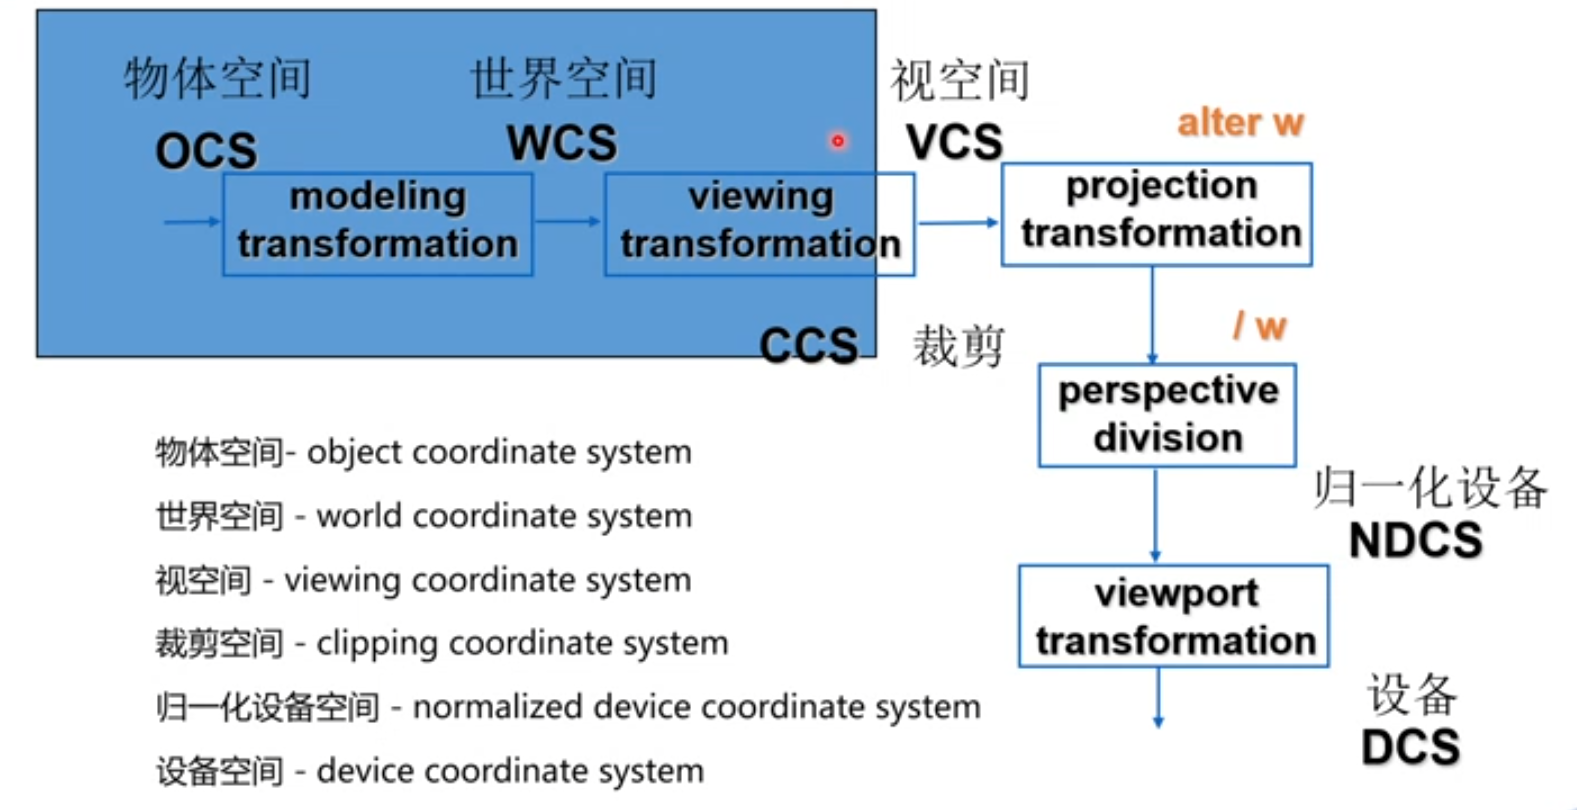 物体空间
世界空间
视空间
OCS
WCS
VCS
alter w
modeling
transformation
viewing
transformation
projection
transformation
CCS
裁剪
/ w
perspective
division
归一化设备
NDCS
viewport
transformation
设备
DCS
物体空间- object coordinate system
世界空间 - world coordinate system
视空间 - viewing coordinate system
裁剪空间 - clipping coordinate system
归一化设备空间 - normalized device coordinate system
设备空间 - device coordinate system